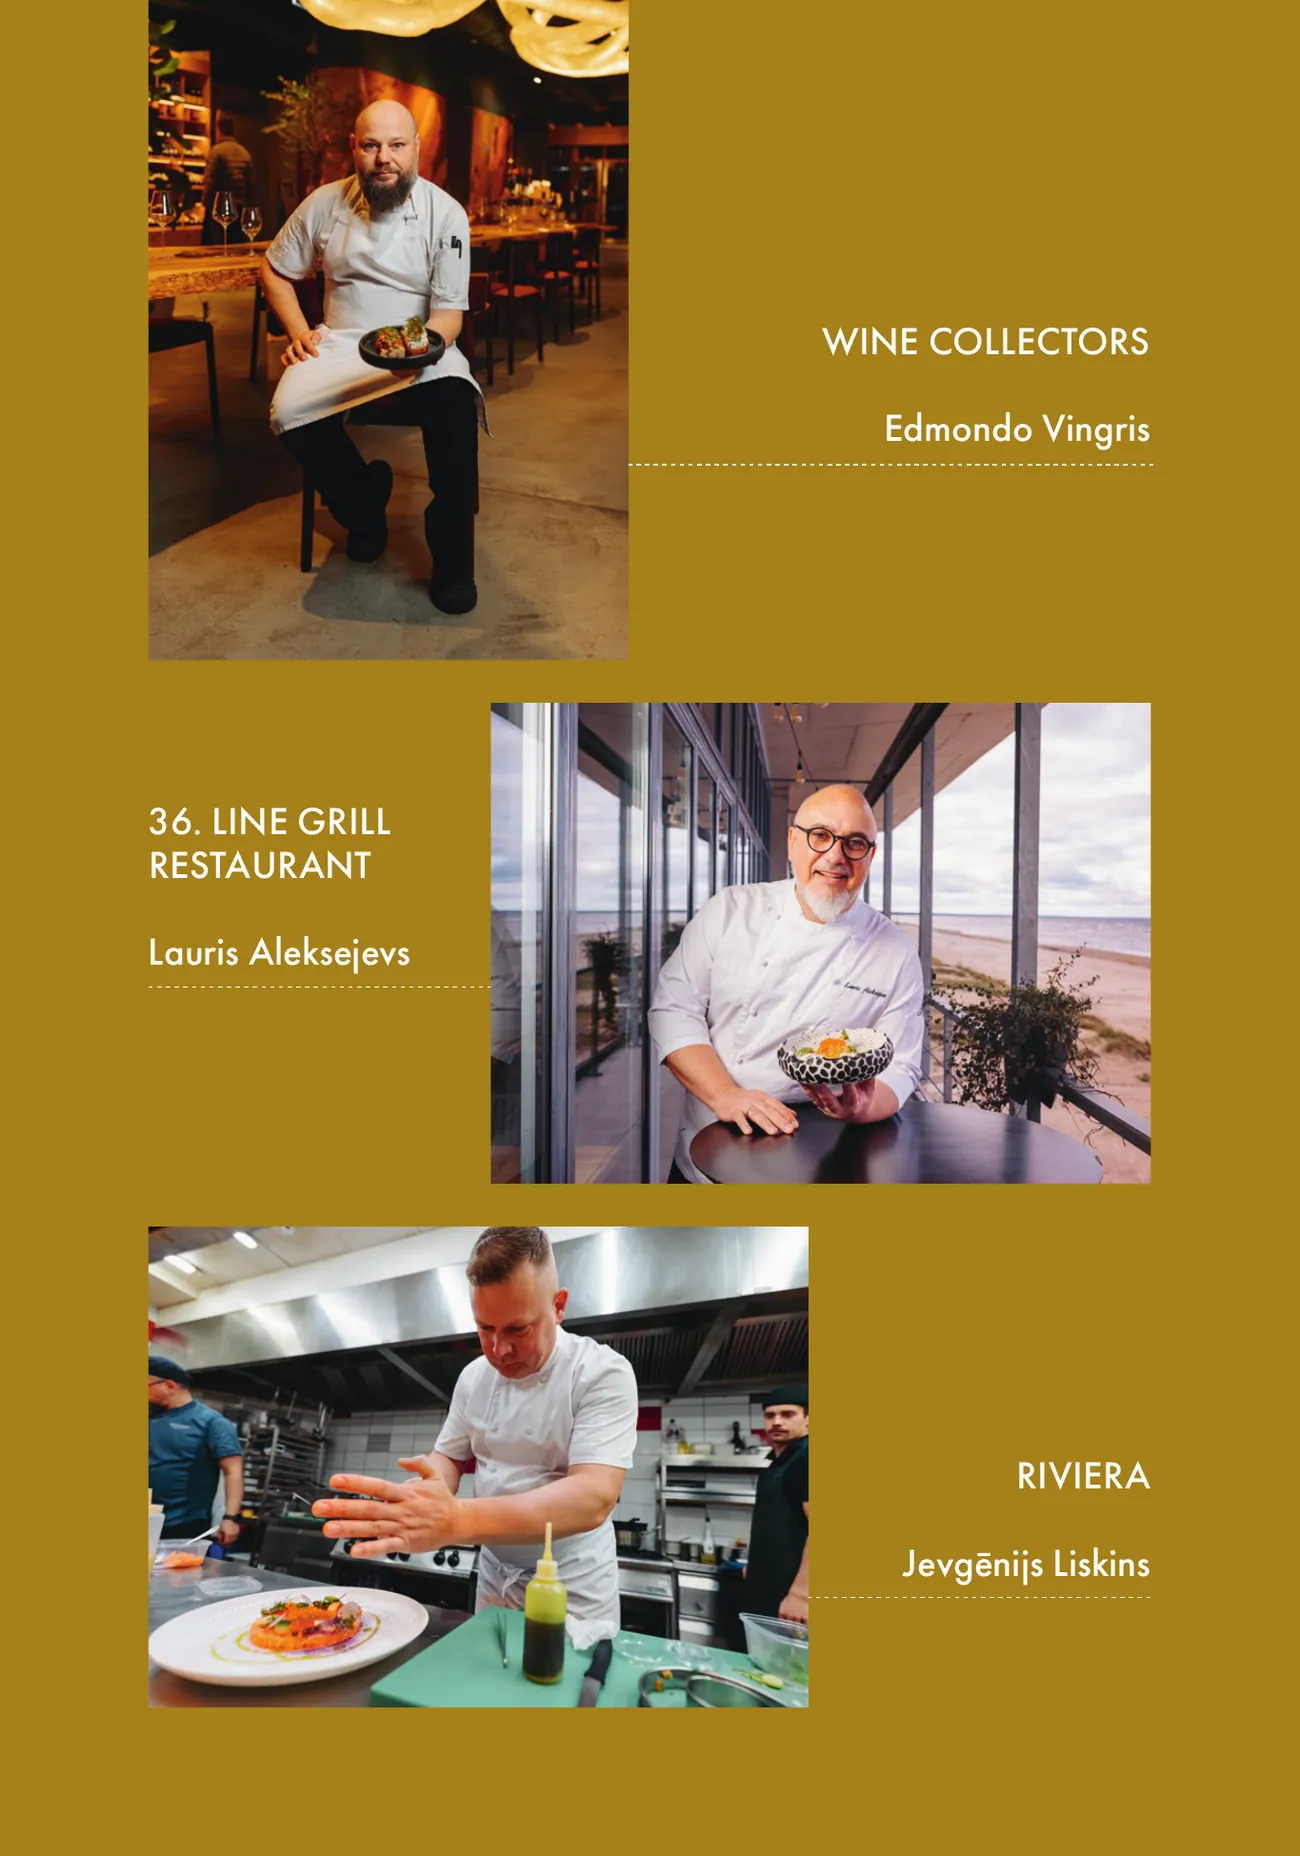 WINE COLLECTORS
Edmondo Vingris
36. LINE GRILL
RESTAURANT
Lauris Aleksejevs
RIVIERA
Jevgēnijs Liskins